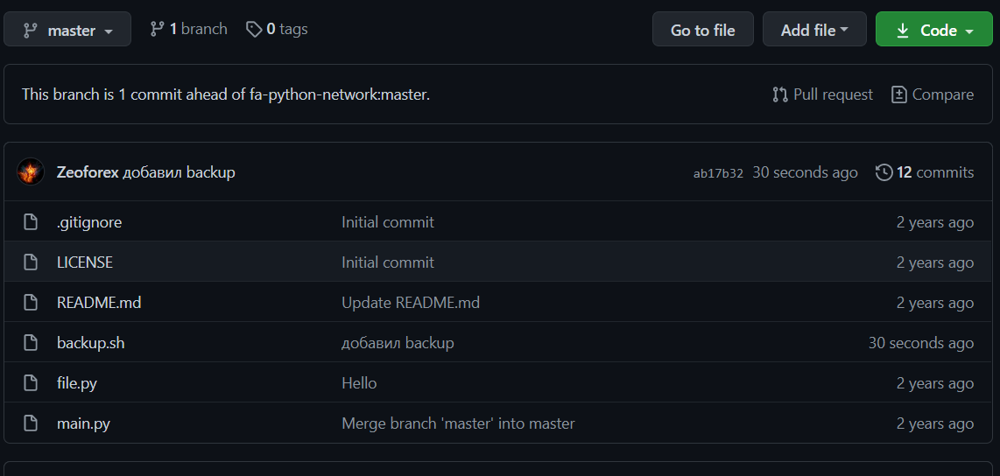 master 1 branch 0 tags Go to file Add file Code
This branch is 1 commit ahead of fa-python-network:master. Pull request Compare
Zeoforex добавил backup ab17b32 30 seconds ago 12 commits
.gitignore Initial commit 2 years ago
LICENSE Initial commit 2 years ago
README.md Update README.md 2 years ago
backup.sh добавил backup 30 seconds ago
file.py Hello 2 years ago
main.py Merge branch 'master' into master 2 years ago